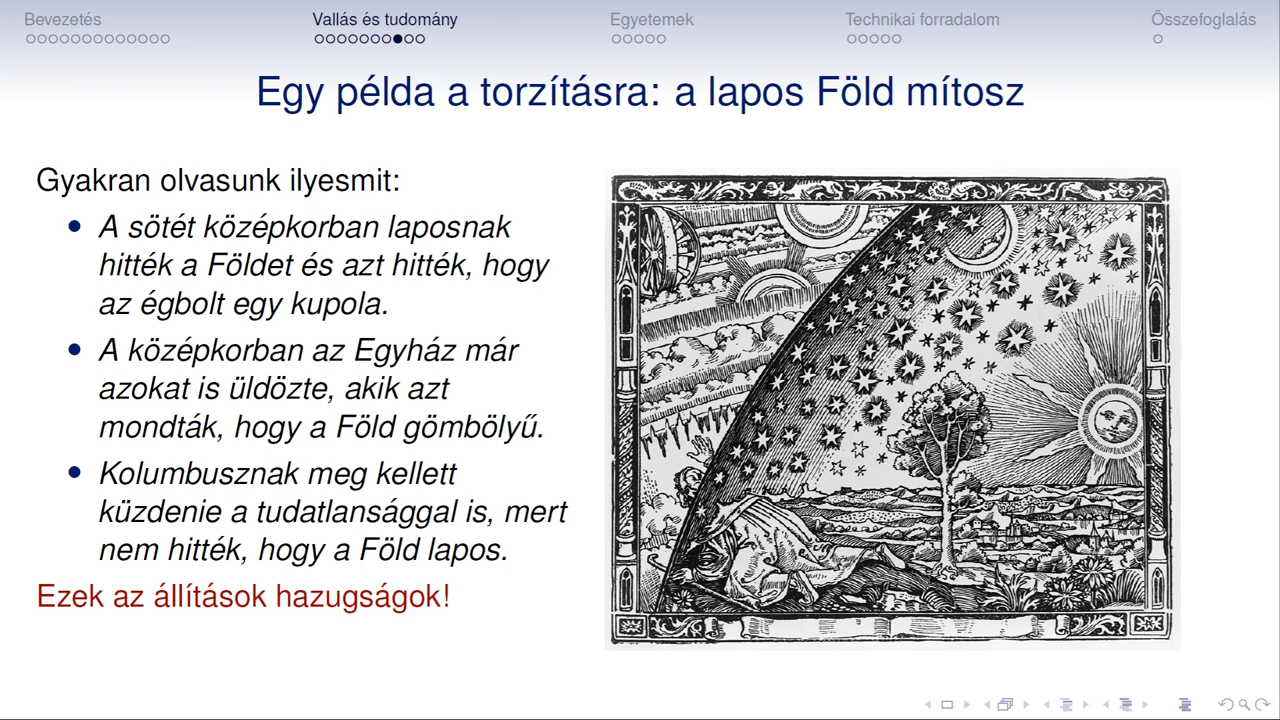 Bevezetés
Vallás és tudomány
Egyetemek
Technikai forradalom
Összefoglalás
Egy példa a torzításra: a lapos Föld mítosz
Gyakran olvasunk ilyesmit:
A sötét középkorban laposnak
hitték a Földet és azt hitték, hogy
az égbolt egy kupola.
A középkorban az Egyház már
azokat is üldözte, akik azt
mondták, hogy a Föld gömbölyű.
Kolumbusznak meg kellett
küzdenie a tudatlansággal is, mert
nem hitték, hogy a Föld lapos.
Ezek az állítások hazugságok!